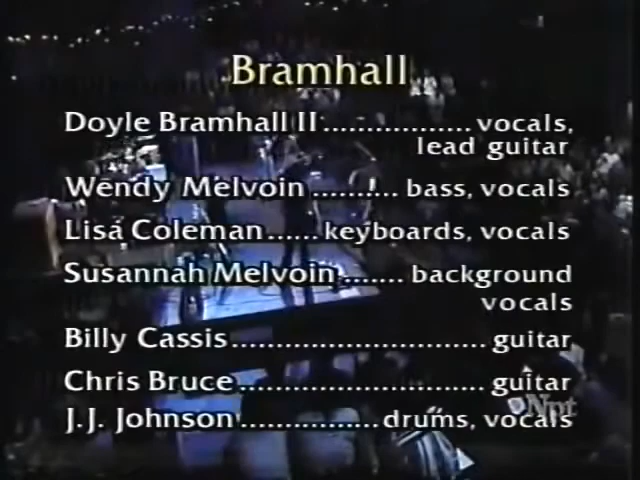 Bramhall
Doyle Bramhall II.................. vocals,
lead guitar
Wendy Melvoin .......... bass, vocals
Lisa Coleman......keyboards, vocals
Susannah Melvoin....... background
vocals
Billy Cassis.............................. guitar
Chris Bruce............................. guitar
J.J. Johnson.................drums, vocals
Npt